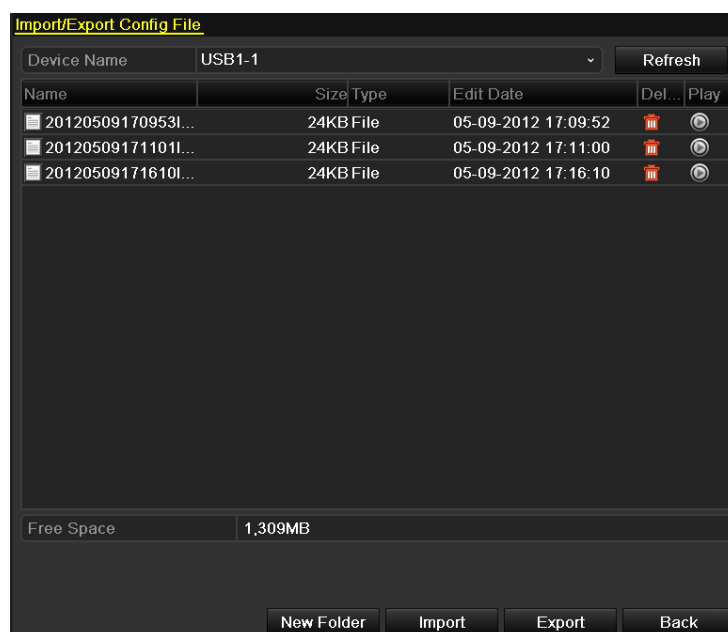 Import/Export Config File
Device Name USB1-1 Refresh
Name Size Type Edit Date Del... Play
20120509170953I... 24KB File 05-09-2012 17:09:52
20120509171101I... 24KB File 05-09-2012 17:11:00
20120509171610I... 24KB File 05-09-2012 17:16:10
Free Space 1,309MB
New Folder Import Export Back